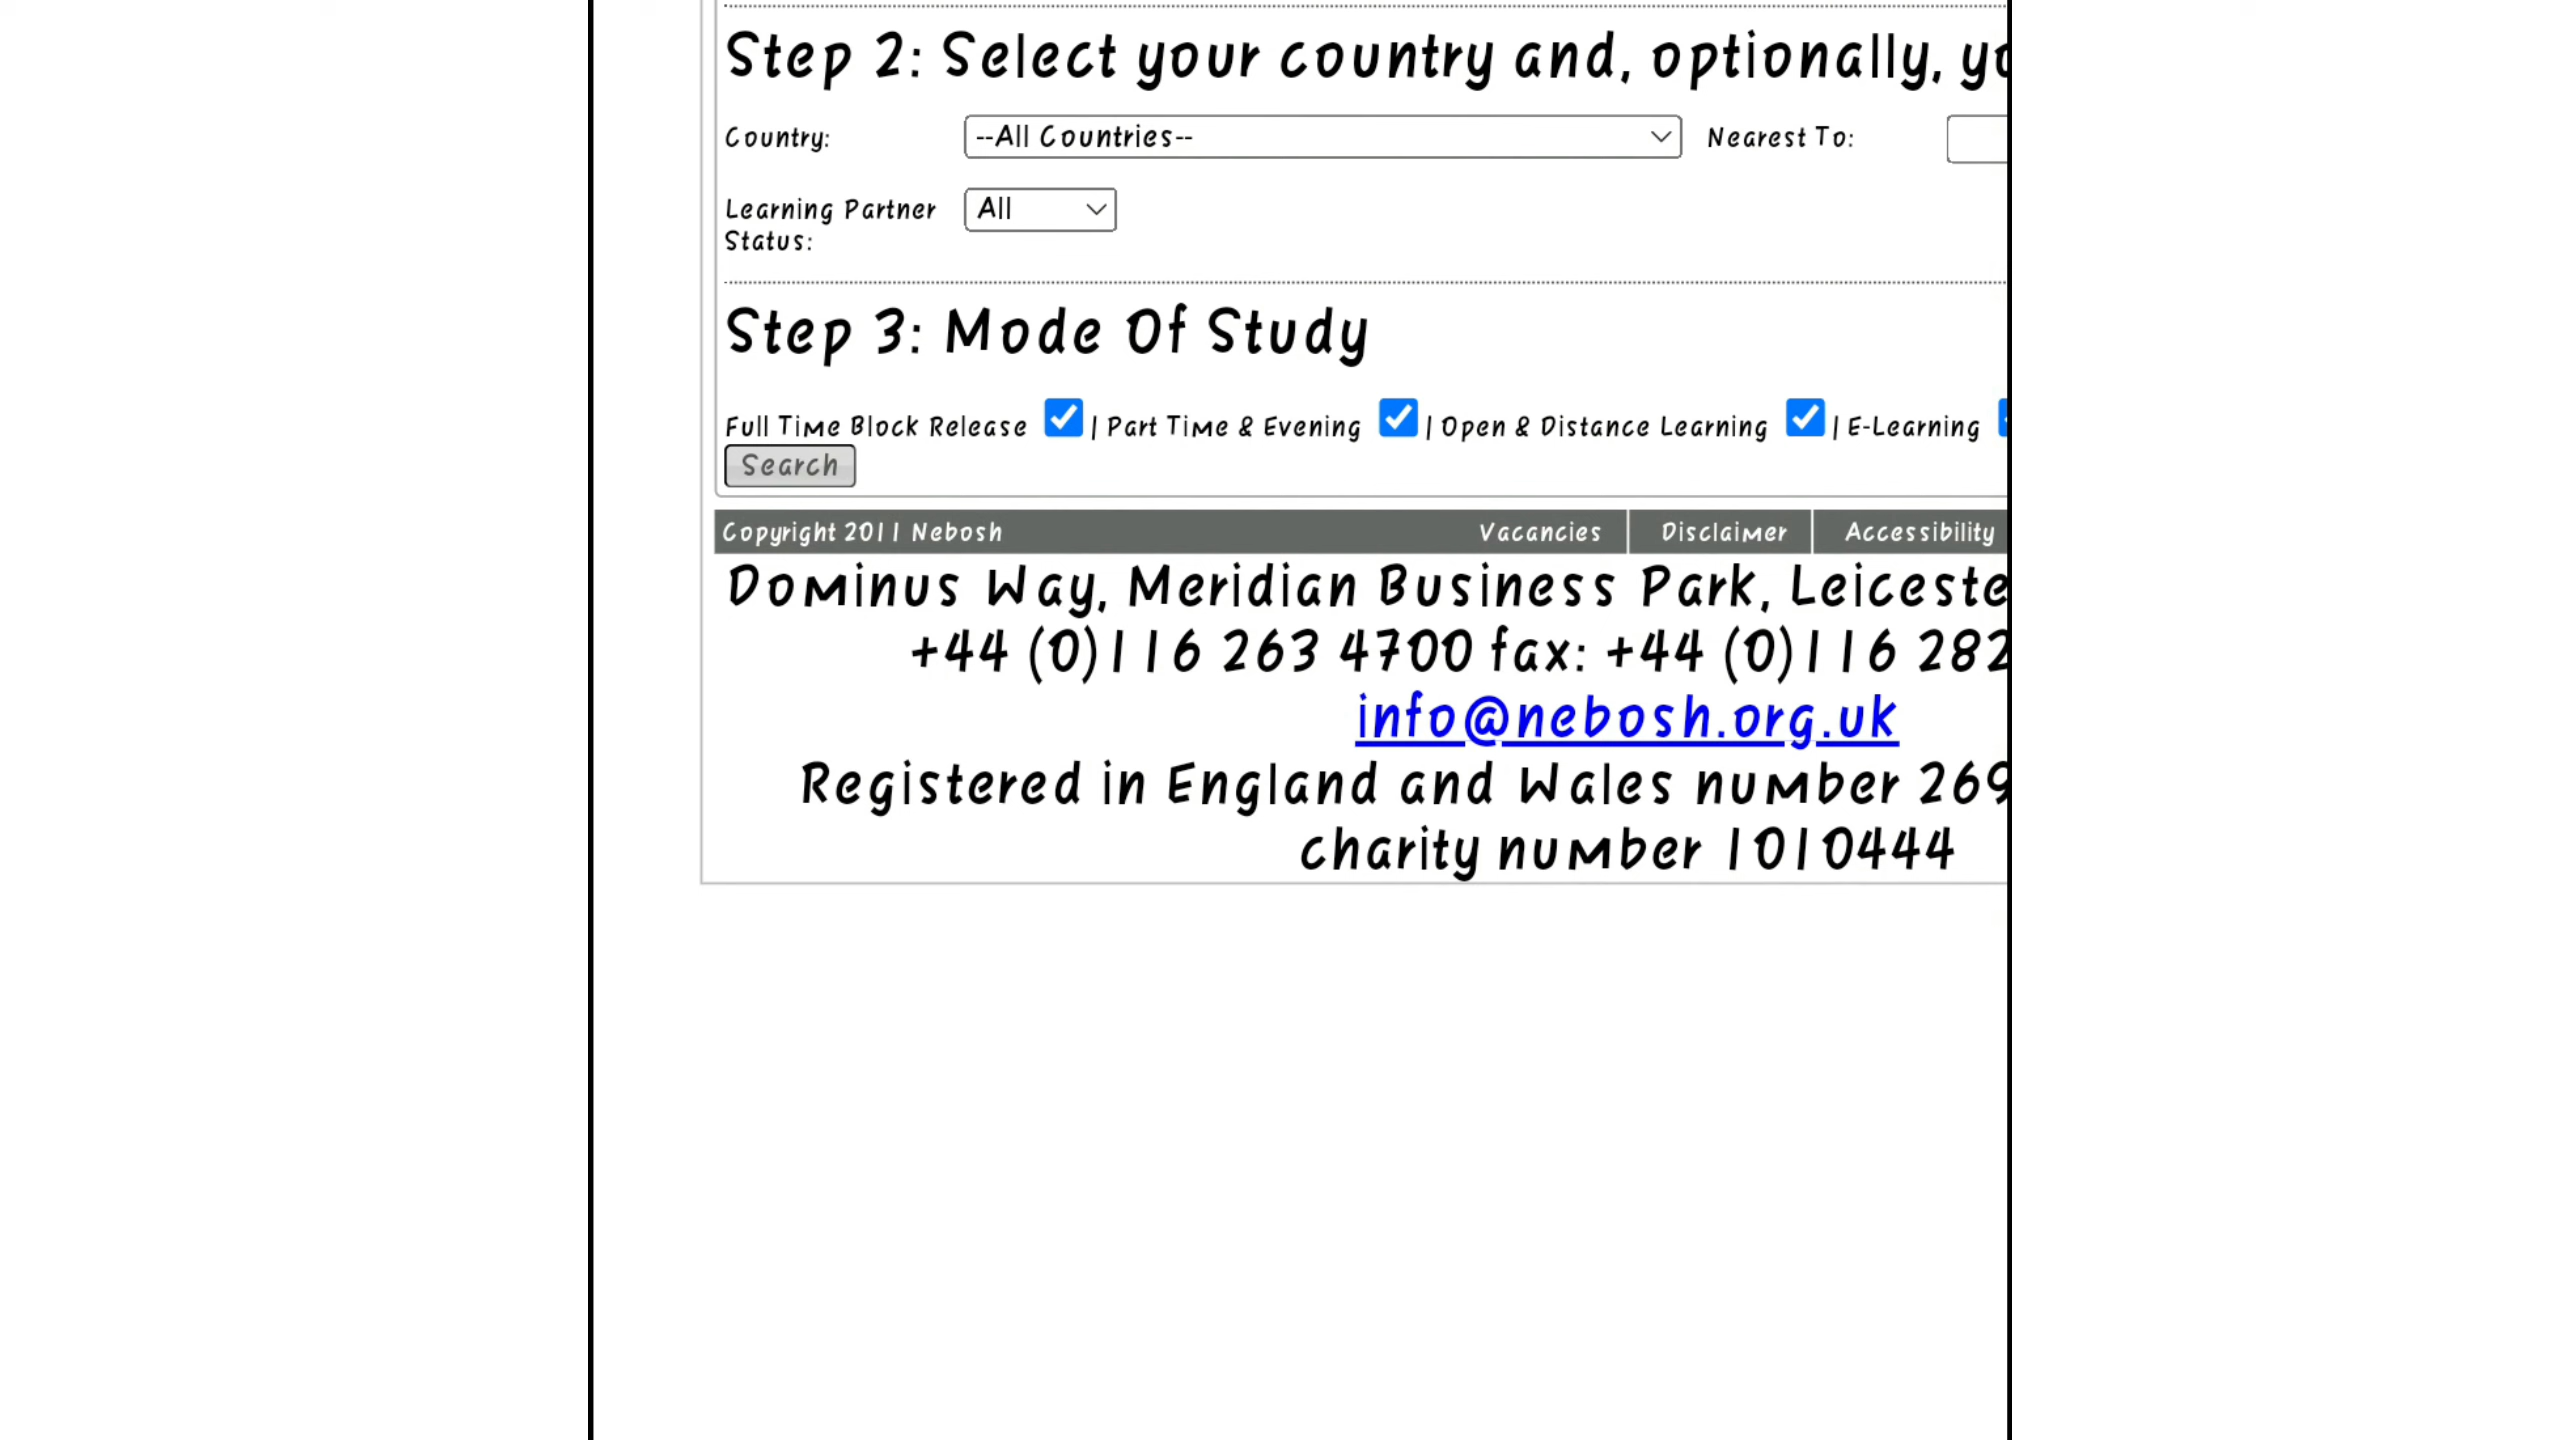 Step 2: Select your country and, optionally,
Country: --All Countries-- Nearest To:
Learning Partner Status: All
Step 3: Mode Of Study
Full Time Block Release | Part Time & Evening | Open & Distance Learning | E-Learning
Search
Copyright 2011 Nebosh Vacancies Disclaimer Accessibility
Dominus Way, Meridian Business Park,
+44 (0)116 263 4700 fax: +44 (0)116 282
info@nebosh.org.uk
Registered in England and Wales number 269
charity number 1010444